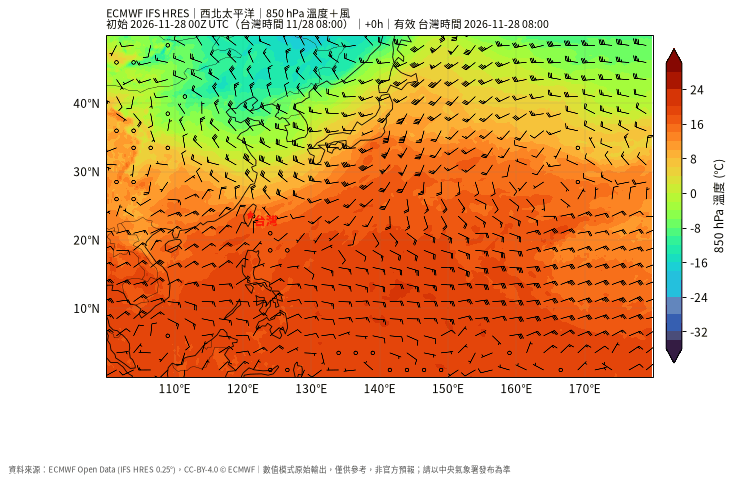 ECMWF IFS HRES｜西北太平洋｜850 hPa 溫度＋風
初始 2026-11-28 00Z UTC（台灣時間 11/28 08:00）｜+0h｜有效 台灣時間 2026-11-28 08:00
40°N
30°N
20°N
10°N
台灣
110°E 120°E 130°E 140°E 150°E 160°E 170°E
24
16
8
0
-8
-16
-24
-32
850 hPa 溫度 (°C)
資料來源：ECMWF Open Data (IFS HRES 0.25°)，CC-BY-4.0 © ECMWF｜數值模式原始輸出，僅供參考，非官方預報；請以中央氣象署發布為準